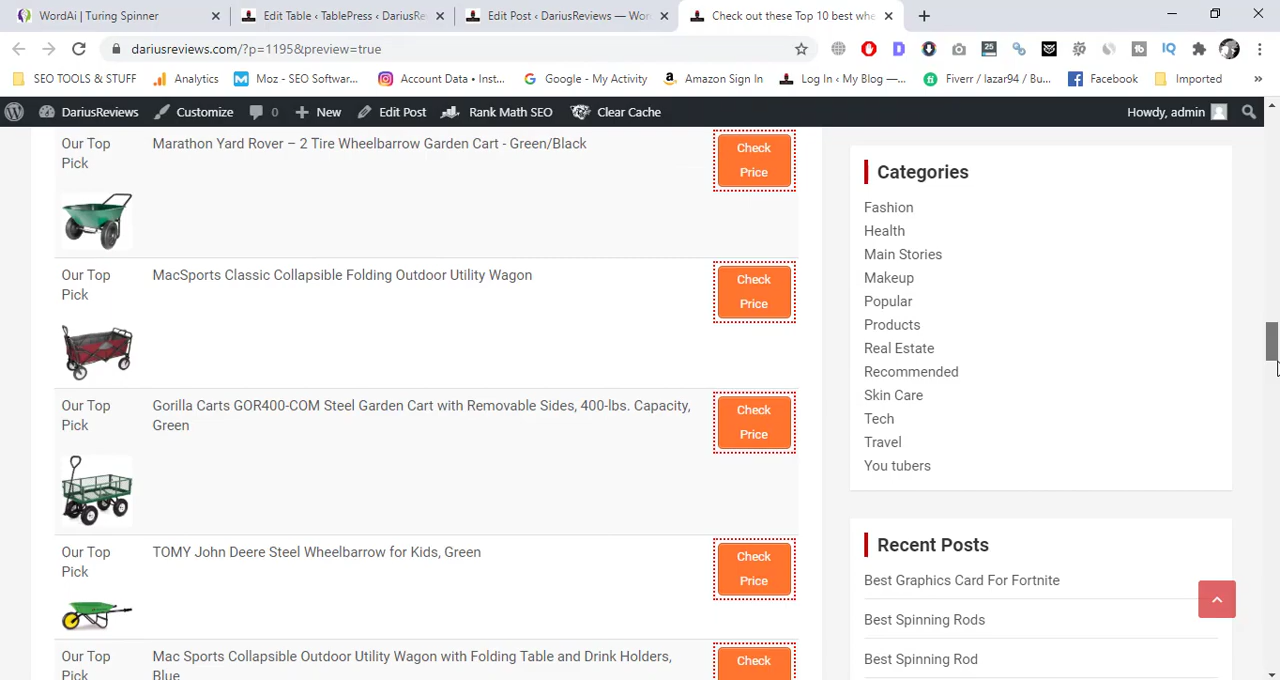 WordAi | Turing Spinner
Edit Table ‹ TablePress ‹ DariusRe
Edit Post ‹ DariusReviews — Wor
Check out these Top 10 best whe
dariusreviews.com/?p=1195&preview=true
25
IQ
SEO TOOLS & STUFF
Analytics
Moz - SEO Softwar...
Account Data • Inst...
Google - My Activity
Amazon Sign In
Log In ‹ My Blog —...
Fiverr / lazar94 / Bu...
Facebook
Imported
»
DariusReviews
Customize
0
New
Edit Post
Rank Math SEO
Clear Cache
Howdy, admin
Our Top
Pick
Marathon Yard Rover – 2 Tire Wheelbarrow Garden Cart - Green/Black
Check
Price
Our Top
Pick
MacSports Classic Collapsible Folding Outdoor Utility Wagon
Check
Price
Our Top
Pick
Gorilla Carts GOR400-COM Steel Garden Cart with Removable Sides, 400-lbs. Capacity,
Green
Check
Price
Our Top
Pick
TOMY John Deere Steel Wheelbarrow for Kids, Green
Check
Price
Our Top
Pick
Mac Sports Collapsible Outdoor Utility Wagon with Folding Table and Drink Holders,
Blue
Check
Categories
Fashion
Health
Main Stories
Makeup
Popular
Products
Real Estate
Recommended
Skin Care
Tech
Travel
You tubers
Recent Posts
Best Graphics Card For Fortnite
Best Spinning Rods
Best Spinning Rod